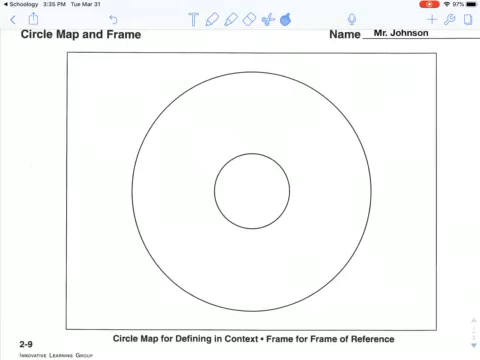 Schoology 3:35 PM Tue Mar 31 97%
Circle Map and Frame Name Mr. Johnson
Circle Map for Defining in Context • Frame for Frame of Reference
2-9
INNOVATIVE LEARNING GROUP